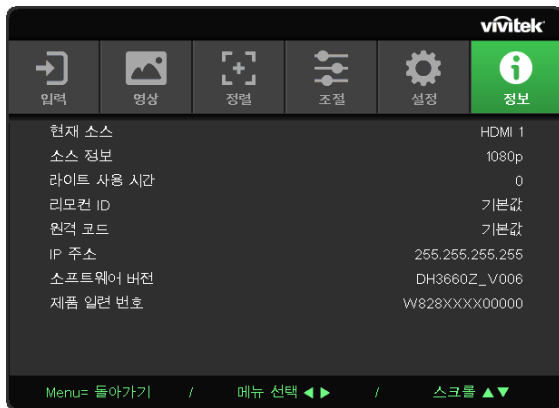 vivitek
입력 영상 정렬 조절 설정 정보
현재 소스 HDMI 1
소스 정보 1080p
라이트 사용 시간 0
리모컨 ID 기본값
원격 코드 기본값
IP 주소 255.255.255.255
소프트웨어 버전 DH3660Z_V006
제품 일련 번호 W828XXXX00000
Menu= 돌아가기 / 메뉴 선택 ◀ ▶ / 스크롤 ▲▼